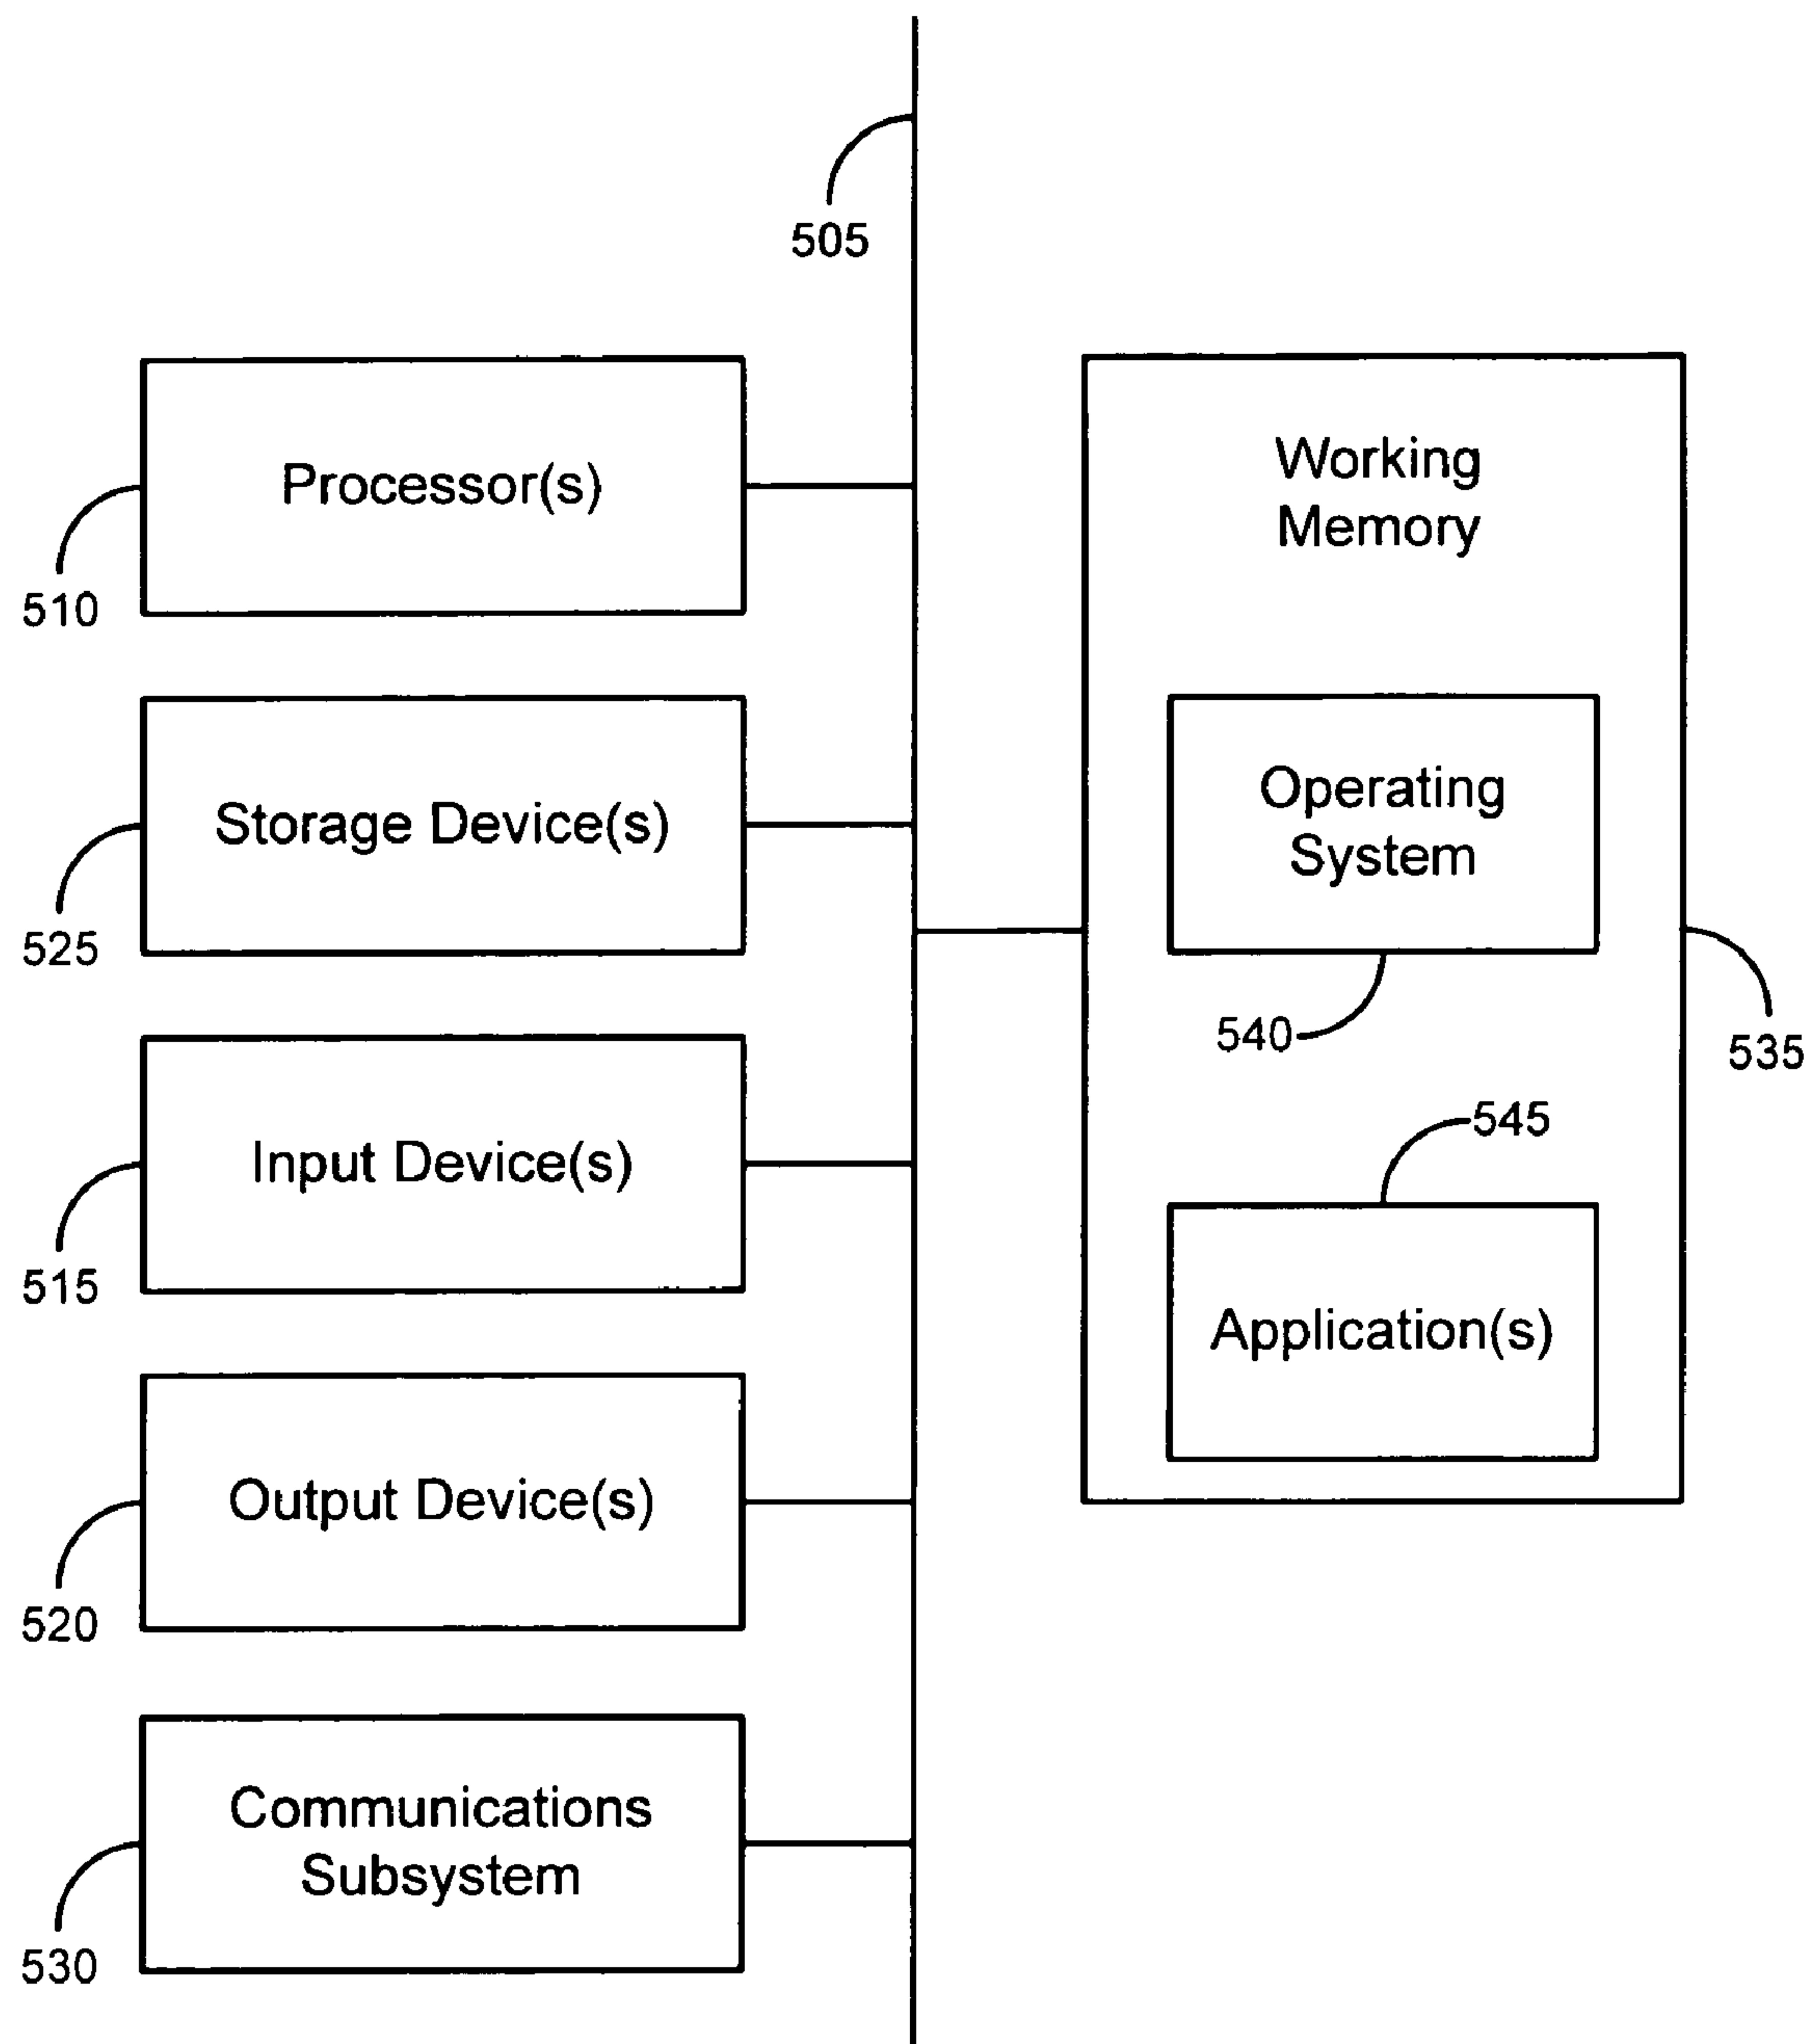 505
Processor(s)
510
Storage Device(s)
525
Input Device(s)
515
Output Device(s)
520
Communications
Subsystem
530
Working
Memory
Operating
System
540
535
545
Application(s)